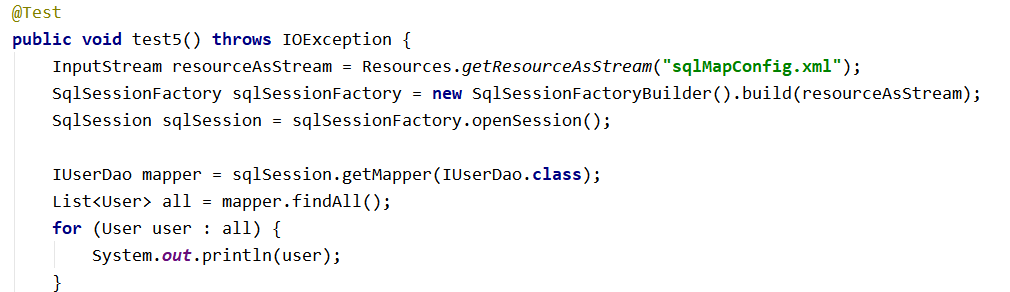 @Test
public void test5() throws IOException {
    InputStream resourceAsStream = Resources.getResourceAsStream("sqlMapConfig.xml");
    SqlSessionFactory sqlSessionFactory = new SqlSessionFactoryBuilder().build(resourceAsStream);
    SqlSession sqlSession = sqlSessionFactory.openSession();

    IUserDao mapper = sqlSession.getMapper(IUserDao.class);
    List<User> all = mapper.findAll();
    for (User user : all) {
        System.out.println(user);
    }